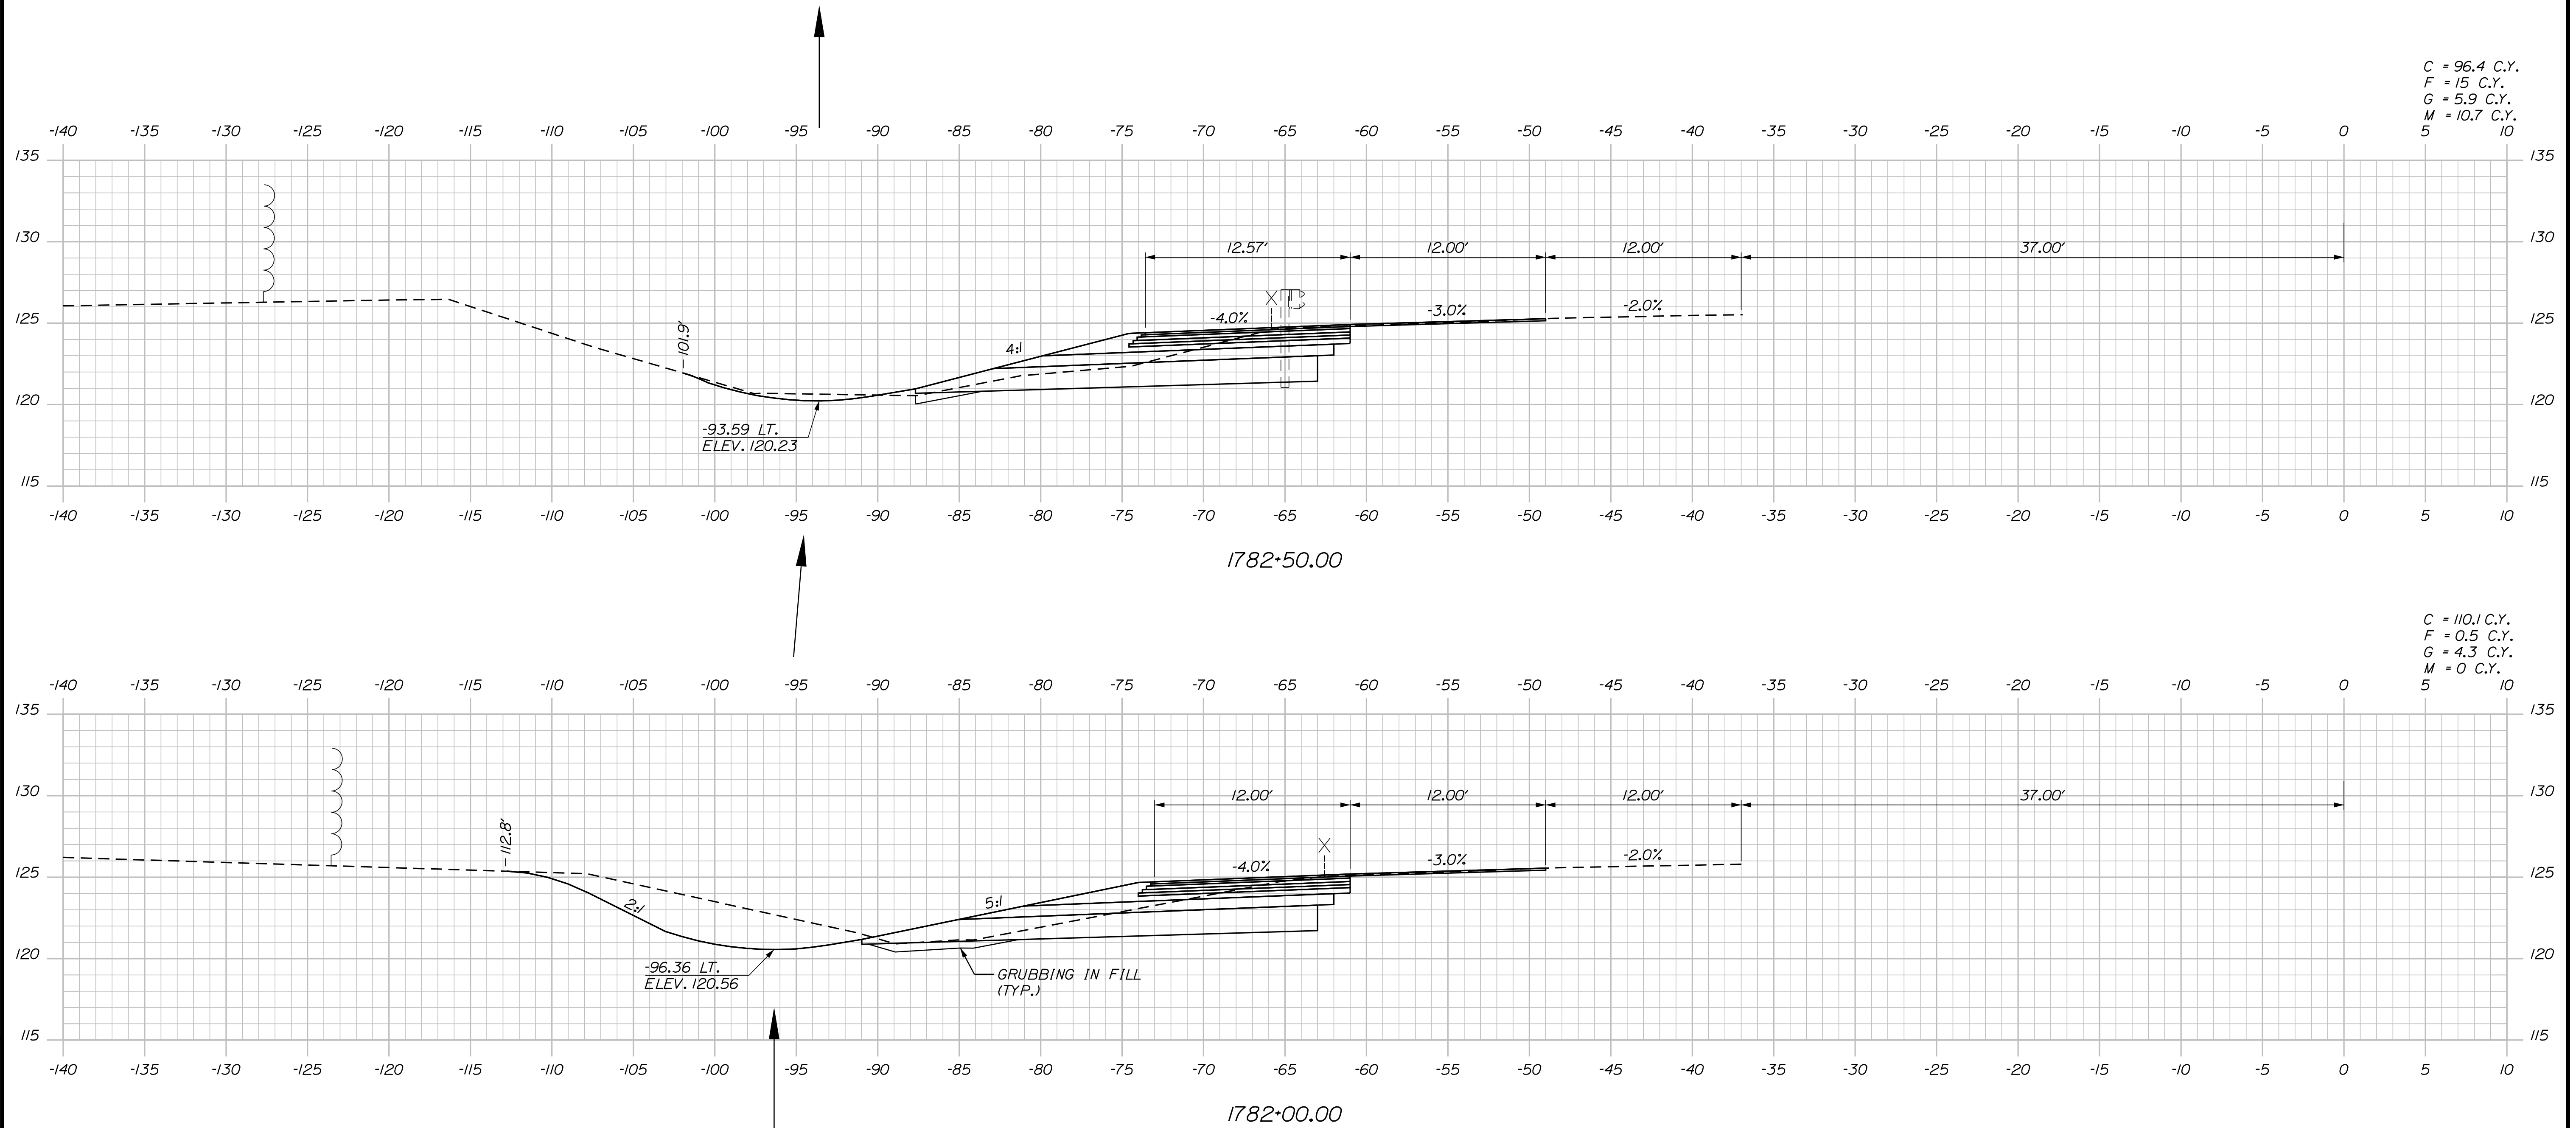 C = 96.4 C.Y.
F = 15 C.Y.
G = 5.9 C.Y.
M = 10.7 C.Y.
-140 -135 -130 -125 -120 -115 -110 -105 -100 -95 -90 -85 -80 -75 -70 -65 -60 -55 -50 -45 -40 -35 -30 -25 -20 -15 -10 -5 0 5 10
135 135
130 130
12.57' 12.00' 12.00' 37.00'
125 125
-4.0% -3.0% -2.0%
101.9'
4:1
120 120
-93.59 LT.
ELEV. 120.23
115 115
-140 -135 -130 -125 -120 -115 -110 -105 -100 -95 -90 -85 -80 -75 -70 -65 -60 -55 -50 -45 -40 -35 -30 -25 -20 -15 -10 -5 0 5 10
1782+50.00
C = 110.1 C.Y.
F = 0.5 C.Y.
G = 4.3 C.Y.
M = 0 C.Y.
-140 -135 -130 -125 -120 -115 -110 -105 -100 -95 -90 -85 -80 -75 -70 -65 -60 -55 -50 -45 -40 -35 -30 -25 -20 -15 -10 -5 0 5 10
135 135
130 130
12.00' 12.00' 12.00' 37.00'
112.8'
-4.0% -3.0% -2.0%
125 125
2:1 5:1
120 120
-96.36 LT.
ELEV. 120.56
GRUBBING IN FILL
(TYP.)
115 115
-140 -135 -130 -125 -120 -115 -110 -105 -100 -95 -90 -85 -80 -75 -70 -65 -60 -55 -50 -45 -40 -35 -30 -25 -20 -15 -10 -5 0 5 10
1782+00.00